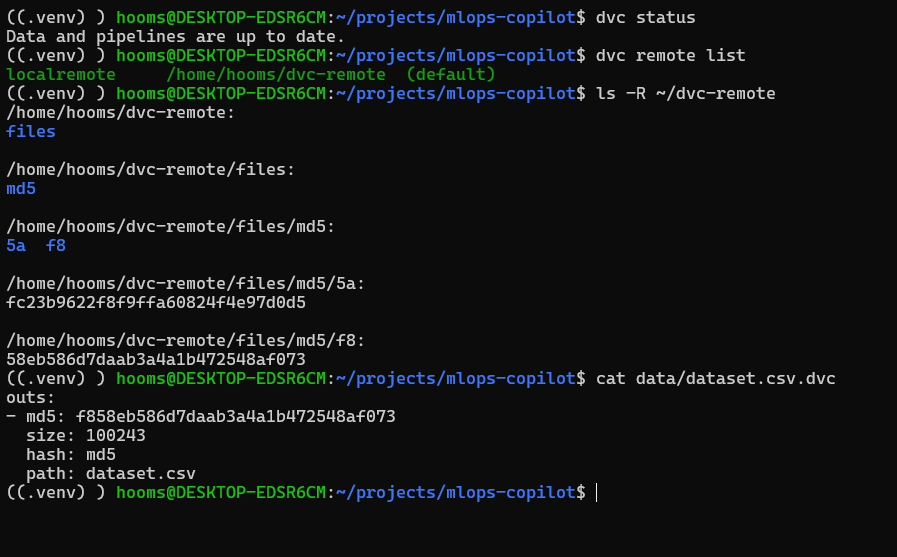 ((.venv) ) hooms@DESKTOP-EDSR6CM:~/projects/mlops-copilot$ dvc status
Data and pipelines are up to date.
((.venv) ) hooms@DESKTOP-EDSR6CM:~/projects/mlops-copilot$ dvc remote list
localremote     /home/hooms/dvc-remote  (default)
((.venv) ) hooms@DESKTOP-EDSR6CM:~/projects/mlops-copilot$ ls -R ~/dvc-remote
/home/hooms/dvc-remote:
files

/home/hooms/dvc-remote/files:
md5

/home/hooms/dvc-remote/files/md5:
5a  f8

/home/hooms/dvc-remote/files/md5/5a:
fc23b9622f8f9ffa60824f4e97d0d5

/home/hooms/dvc-remote/files/md5/f8:
58eb586d7daab3a4a1b472548af073
((.venv) ) hooms@DESKTOP-EDSR6CM:~/projects/mlops-copilot$ cat data/dataset.csv.dvc
outs:
- md5: f858eb586d7daab3a4a1b472548af073
  size: 100243
  hash: md5
  path: dataset.csv
((.venv) ) hooms@DESKTOP-EDSR6CM:~/projects/mlops-copilot$